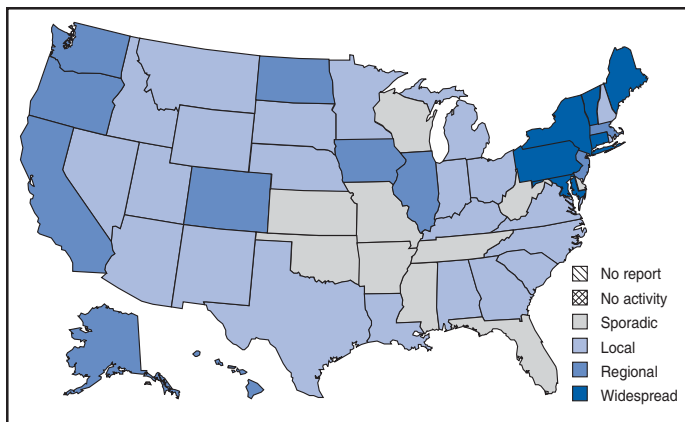 No report
No activity
Sporadic
Local
Regional
Widespread